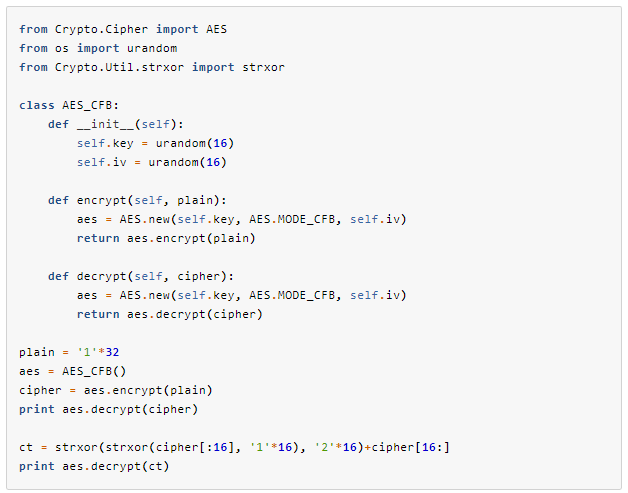 from Crypto.Cipher import AES
from os import urandom
from Crypto.Util.strxor import strxor

class AES_CFB:
    def __init__(self):
        self.key = urandom(16)
        self.iv = urandom(16)

    def encrypt(self, plain):
        aes = AES.new(self.key, AES.MODE_CFB, self.iv)
        return aes.encrypt(plain)

    def decrypt(self, cipher):
        aes = AES.new(self.key, AES.MODE_CFB, self.iv)
        return aes.decrypt(cipher)

plain = '1'*32
aes = AES_CFB()
cipher = aes.encrypt(plain)
print aes.decrypt(cipher)

ct = strxor(strxor(cipher[:16], '1'*16), '2'*16)+cipher[16:]
print aes.decrypt(ct)